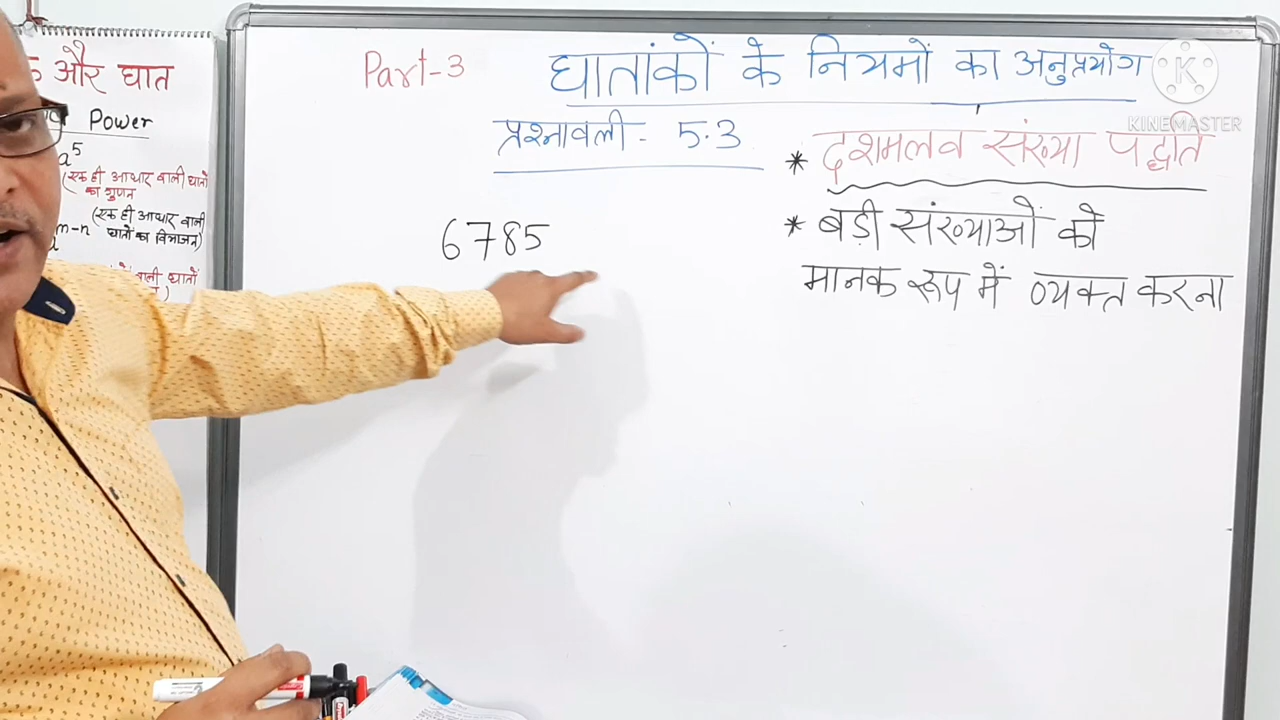 और घात
Power
a⁵
(एक ही आधार वाली घातों
का गुणन
(एक ही आधार वाली
m-n घातों का विभाजन)
वाली घातों
Part-3
घातांकों के नियमों का अनुप्रयोग
प्रश्नावली - 5.3
* दशमलव संख्या पद्धति
* बड़ी संख्याओं को
मानक रूप में व्यक्त करना
6785
K
KINEMASTER